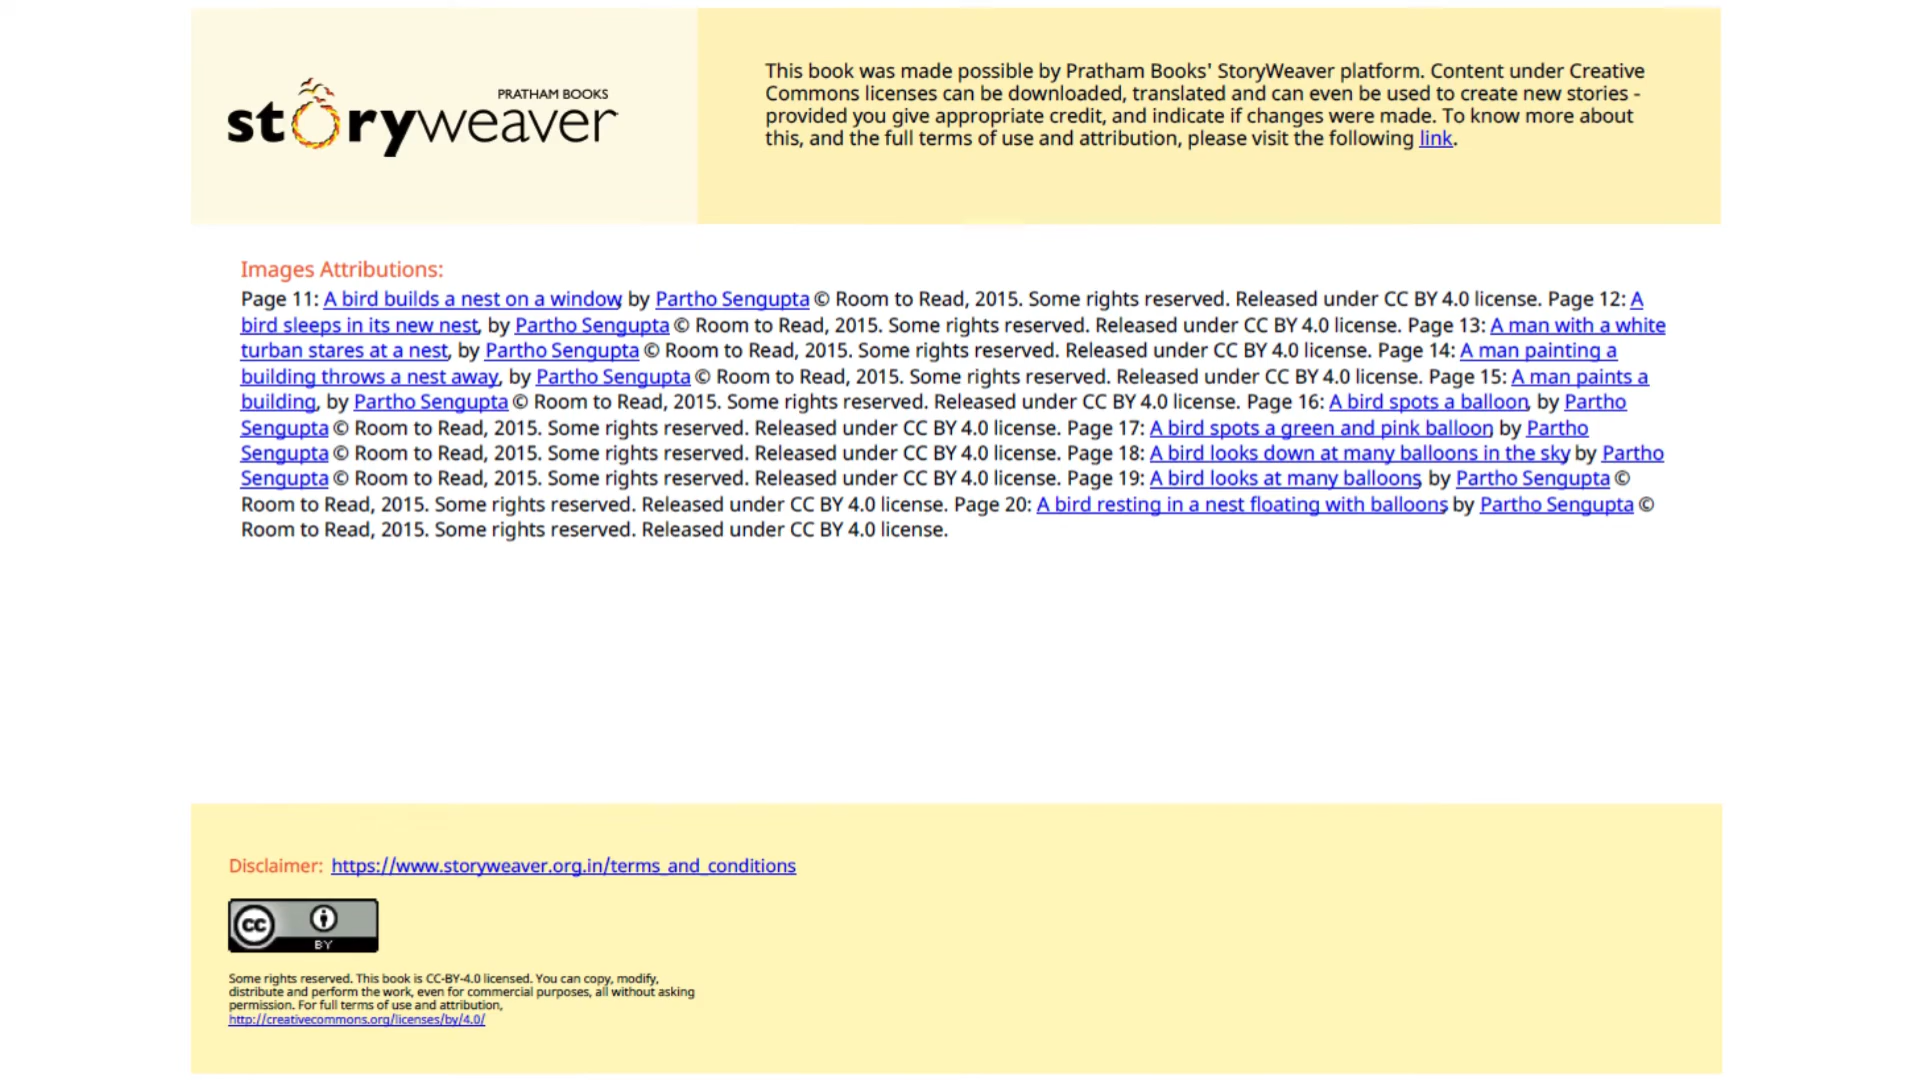 PRATHAM BOOKS
storyweaver
This book was made possible by Pratham Books' StoryWeaver platform. Content under Creative
Commons licenses can be downloaded, translated and can even be used to create new stories -
provided you give appropriate credit, and indicate if changes were made. To know more about
this, and the full terms of use and attribution, please visit the following link.
Images Attributions:
Page 11: A bird builds a nest on a window, by Partho Sengupta © Room to Read, 2015. Some rights reserved. Released under CC BY 4.0 license. Page 12: A
bird sleeps in its new nest, by Partho Sengupta © Room to Read, 2015. Some rights reserved. Released under CC BY 4.0 license. Page 13: A man with a white
turban stares at a nest, by Partho Sengupta © Room to Read, 2015. Some rights reserved. Released under CC BY 4.0 license. Page 14: A man painting a
building throws a nest away, by Partho Sengupta © Room to Read, 2015. Some rights reserved. Released under CC BY 4.0 license. Page 15: A man paints a
building, by Partho Sengupta © Room to Read, 2015. Some rights reserved. Released under CC BY 4.0 license. Page 16: A bird spots a balloon, by Partho
Sengupta © Room to Read, 2015. Some rights reserved. Released under CC BY 4.0 license. Page 17: A bird spots a green and pink balloon, by Partho
Sengupta © Room to Read, 2015. Some rights reserved. Released under CC BY 4.0 license. Page 18: A bird looks down at many balloons in the sky, by Partho
Sengupta © Room to Read, 2015. Some rights reserved. Released under CC BY 4.0 license. Page 19: A bird looks at many balloons, by Partho Sengupta ©
Room to Read, 2015. Some rights reserved. Released under CC BY 4.0 license. Page 20: A bird resting in a nest floating with balloons, by Partho Sengupta ©
Room to Read, 2015. Some rights reserved. Released under CC BY 4.0 license.
Disclaimer: https://www.storyweaver.org.in/terms_and_conditions
cc
BY
Some rights reserved. This book is CC-BY-4.0 licensed. You can copy, modify,
distribute and perform the work, even for commercial purposes, all without asking
permission. For full terms of use and attribution,
http://creativecommons.org/licenses/by/4.0/